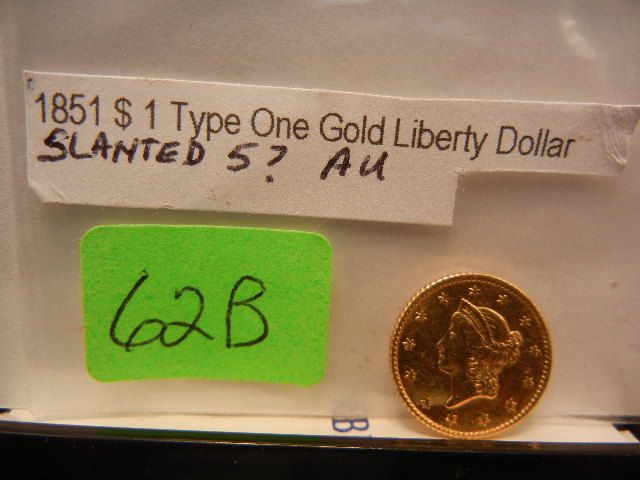 1851 $ 1 Type One Gold Liberty Dollar
SLANTED 5? AU
62B
B